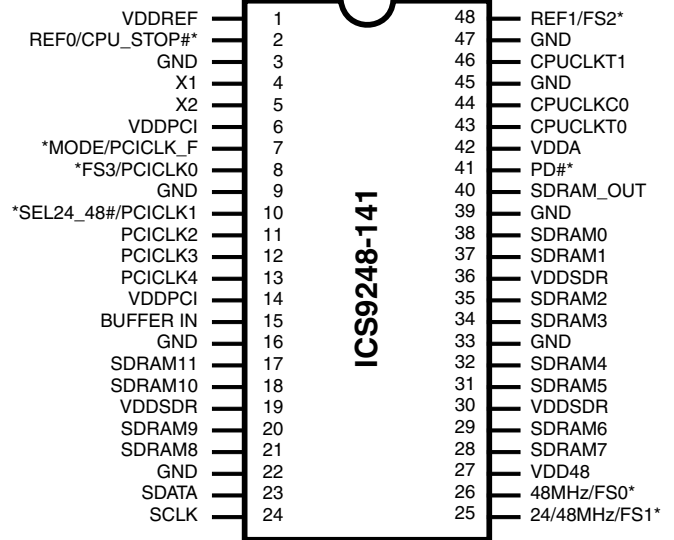 VDDREF 1 48 REF1/FS2*
REF0/CPU_STOP#* 2 47 GND
GND 3 46 CPUCLKT1
X1 4 45 GND
X2 5 44 CPUCLKC0
VDDPCI 6 43 CPUCLKT0
*MODE/PCICLK_F 7 42 VDDA
*FS3/PCICLK0 8 41 PD#*
GND 9 40 SDRAM_OUT
*SEL24_48#/PCICLK1 10 39 GND
PCICLK2 11 38 SDRAM0
PCICLK3 12 37 SDRAM1
PCICLK4 13 36 VDDSDR
VDDPCI 14 35 SDRAM2
BUFFER IN 15 34 SDRAM3
GND 16 33 GND
SDRAM11 17 32 SDRAM4
SDRAM10 18 31 SDRAM5
VDDSDR 19 30 VDDSDR
SDRAM9 20 29 SDRAM6
SDRAM8 21 28 SDRAM7
GND 22 27 VDD48
SDATA 23 26 48MHz/FS0*
SCLK 24 25 24/48MHz/FS1*
ICS9248-141